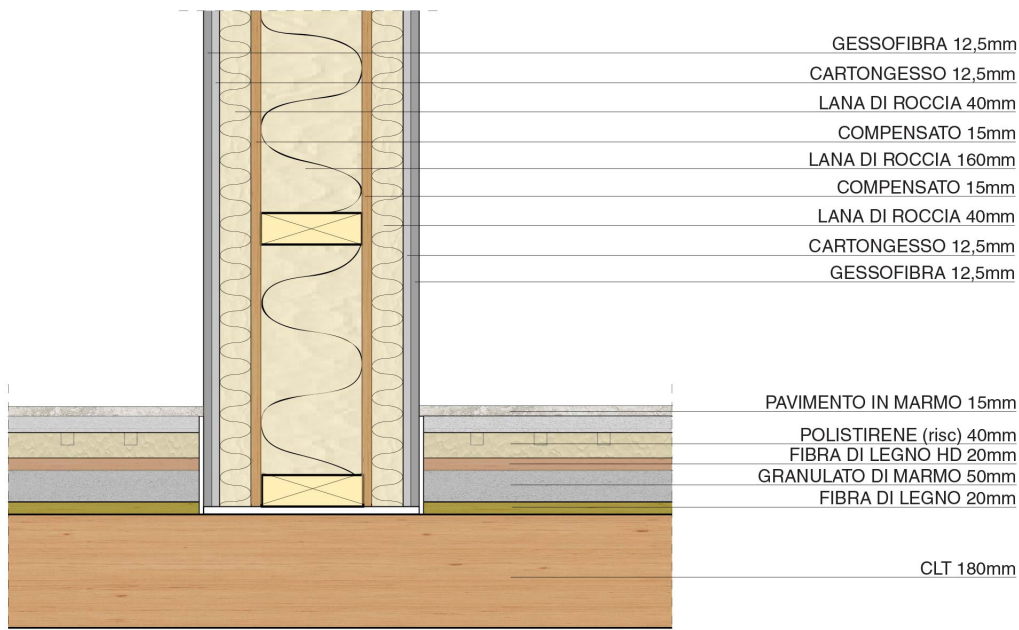 GESSOFIBRA 12,5mm
CARTONGESSO 12,5mm
LANA DI ROCCIA 40mm
COMPENSATO 15mm
LANA DI ROCCIA 160mm
COMPENSATO 15mm
LANA DI ROCCIA 40mm
CARTONGESSO 12,5mm
GESSOFIBRA 12,5mm
PAVIMENTO IN MARMO 15mm
POLISTIRENE (risc) 40mm
FIBRA DI LEGNO HD 20mm
GRANULATO DI MARMO 50mm
FIBRA DI LEGNO 20mm
CLT 180mm